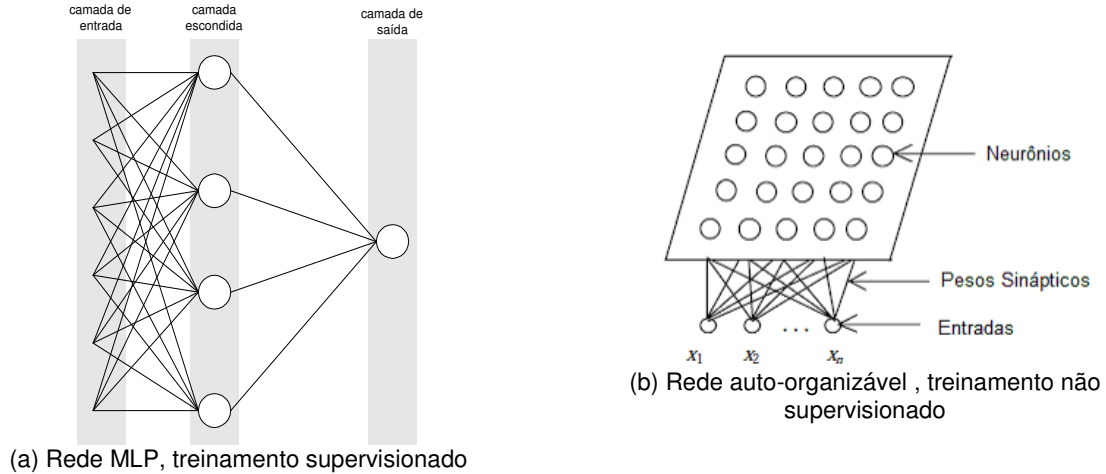 camada de
entrada
camada
escondida
camada de
saída
(a) Rede MLP, treinamento supervisionado
Neurônios
Pesos Sinápticos
Entradas
x1 x2 ... xn
(b) Rede auto-organizável , treinamento não
supervisionado